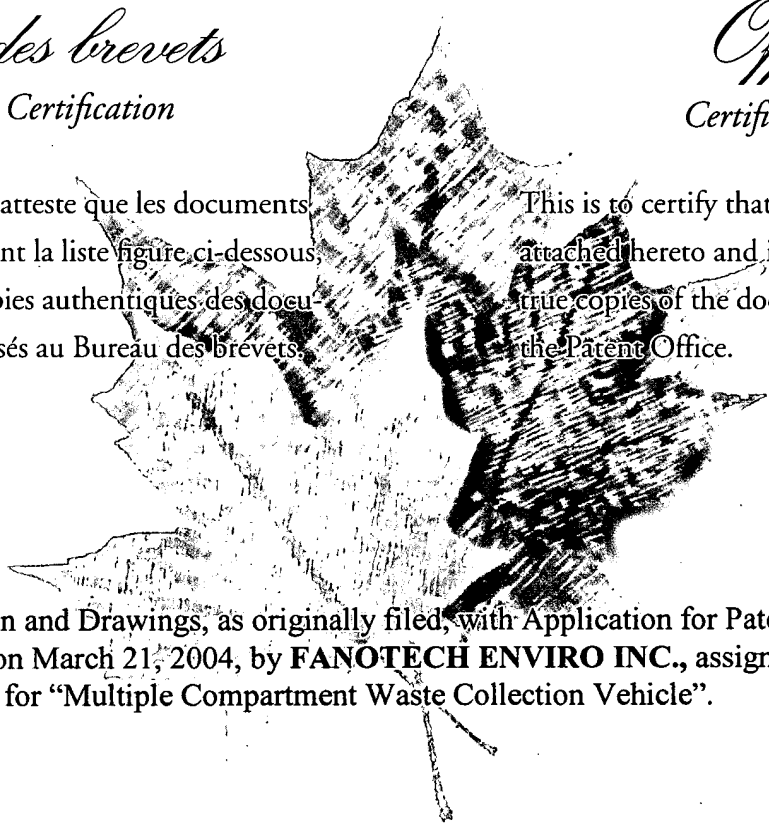 des brevets
Certification
atteste que les documents
nt la liste figure ci-dessous,
ies authentiques des docu-
sés au Bureau des brevets.
Certifi
This is to certify that
attached hereto and i
true copies of the do
the Patent Office.
n and Drawings, as originally filed, with Application for Pate
on March 21, 2004, by FANOTECH ENVIRO INC., assign
for “Multiple Compartment Waste Collection Vehicle”.